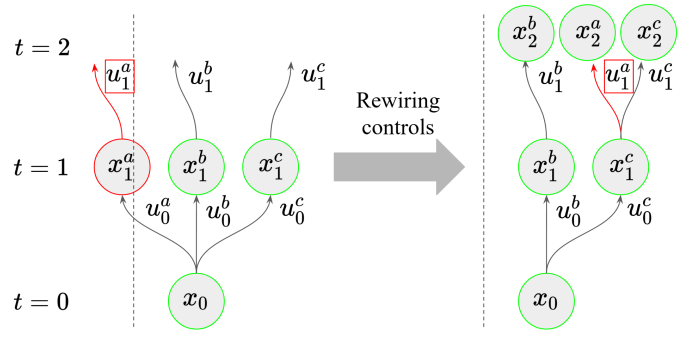 t = 2
u_1^a
u_1^b
u_1^c
x_2^b
x_2^a
x_2^c
u_1^b
u_1^a
u_1^c
Rewiring
controls
t = 1
x_1^a
x_1^b
x_1^c
x_1^b
x_1^c
u_0^a
u_0^b
u_0^c
u_0^b
u_0^c
t = 0
x_0
x_0